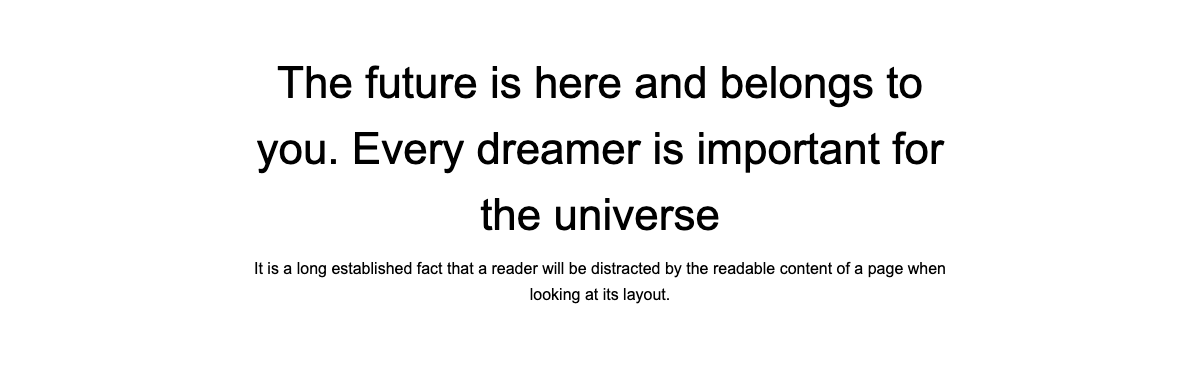 The future is here and belongs to
you. Every dreamer is important for
the universe
It is a long established fact that a reader will be distracted by the readable content of a page when
looking at its layout.